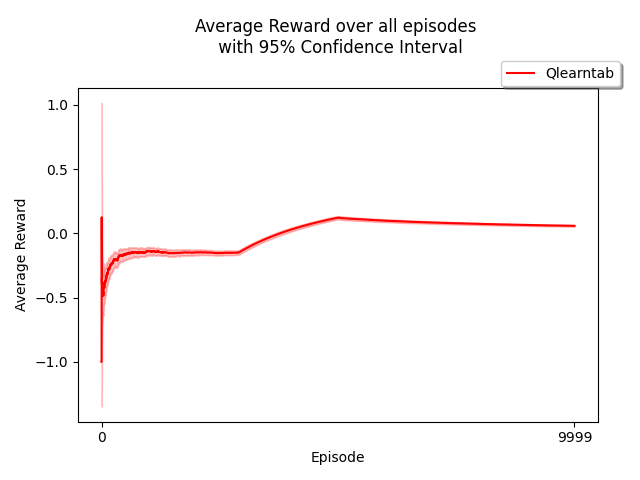 Average Reward over all episodes
with 95% Confidence Interval
Qlearntab
1.0
0.5
0.0
−0.5
−1.0
Average Reward
0
9999
Episode